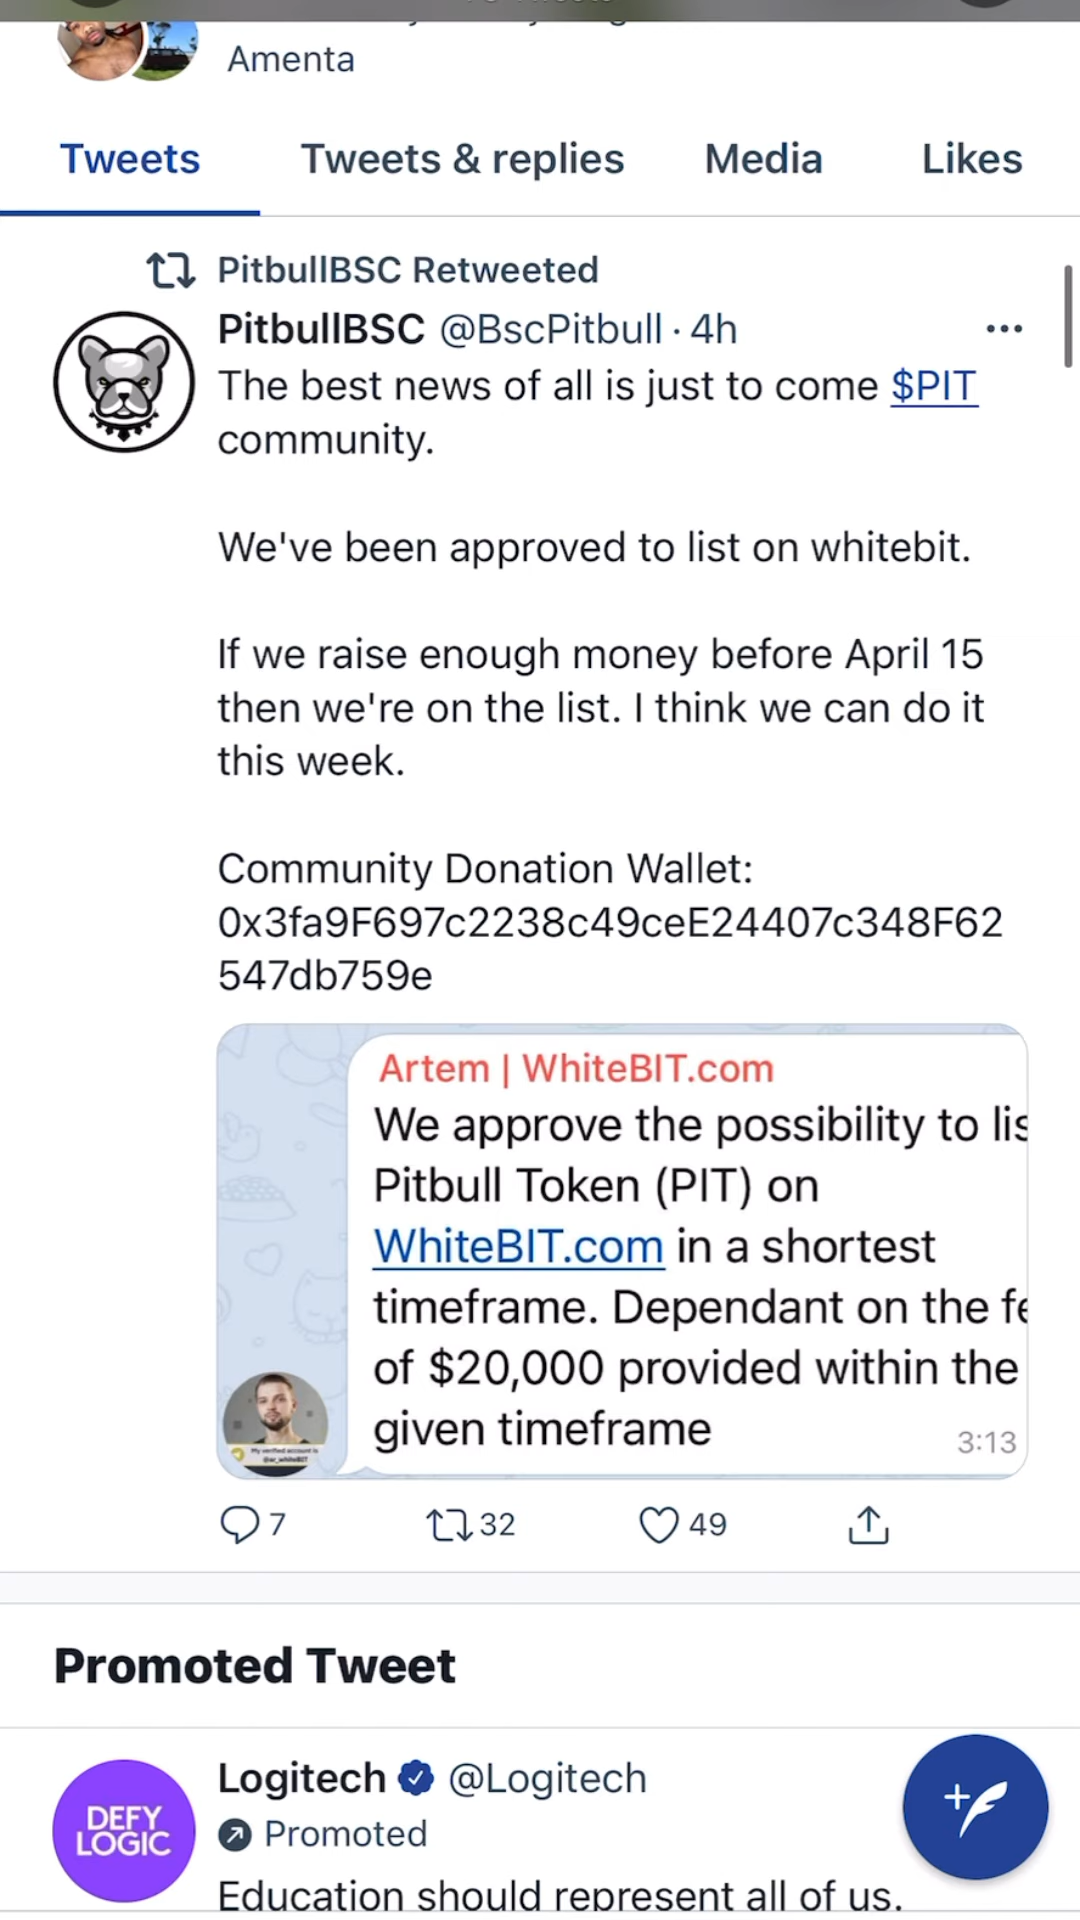 Amenta
Tweets
Tweets & replies
Media
Likes
PitbullBSC Retweeted
PitbullBSC @BscPitbull · 4h
The best news of all is just to come $PIT
community.
We've been approved to list on whitebit.
If we raise enough money before April 15
then we're on the list. I think we can do it
this week.
Community Donation Wallet:
0x3fa9F697c2238c49ceE24407c348F62
547db759e
Artem | WhiteBIT.com
We approve the possibility to lis
Pitbull Token (PIT) on
WhiteBIT.com in a shortest
timeframe. Dependant on the fe
of $20,000 provided within the
given timeframe
3:13
My verified account is
@ar_whiteBIT
7
32
49
Promoted Tweet
DEFY
LOGIC
Logitech @Logitech
Promoted
Education should represent all of us.